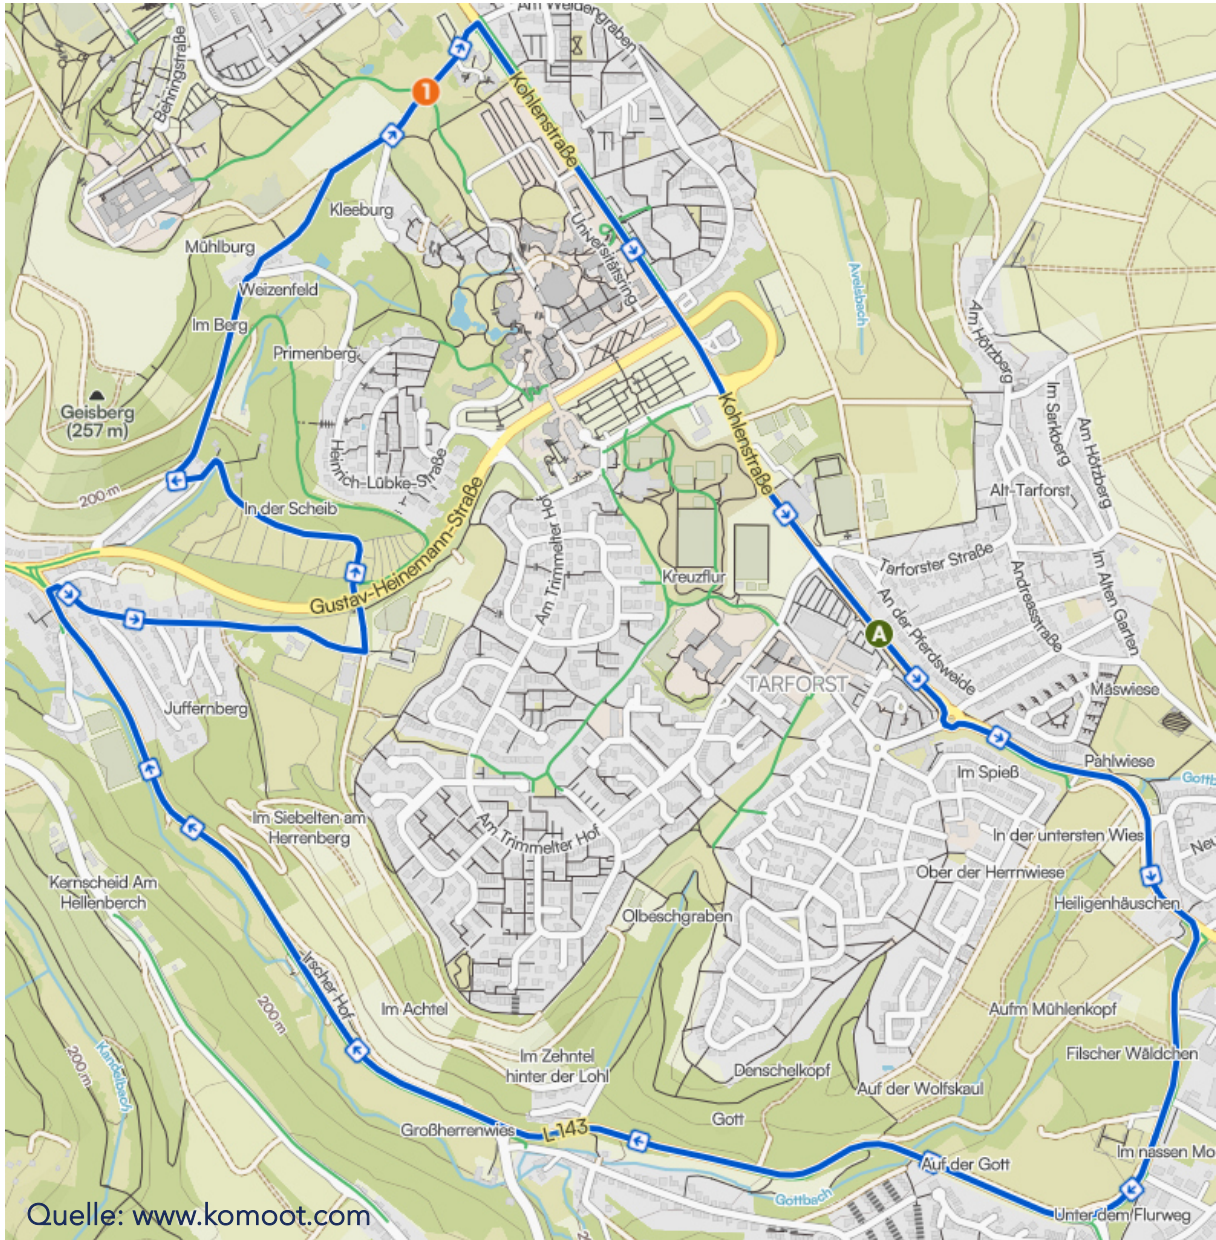 Am Weidengraben
Behringstraße
1
Kohlenstraße
Kleeburg
Universitätsring
Mühlburg
Weizenfeld
Avelsbach
Im Berg
Am Hötzberg
Primenberg
Geisberg
(257 m)
Im Sarkberg
Am Hötzberg
Kohlenstraße
Heinrich-Lübke-Straße
200 m
In der Scheib
Alt-Tarforst
Am Trimmelter Hof
Gustav-Heinemann-Straße
Kreuzflur
Tarforster Straße
Andreasstraße
Im Alten Garten
An der Pferdsweide
A
TARFORST
Mäswiese
Juffernberg
Pahlwiese
Im Spieß
Gottb
Im Siebelten am
Herrenberg
Am Trimmelter Hof
In der untersten Wies
Neu
Kernscheid Am
Hellenberch
Ober der Herrnwiese
Heiligenhäuschen
Olbeschgraben
Irscher Hof
200 m
Im Achtel
Aufm Mühlenkopf
200 m
Kandelbach
Im Zehntel
hinter der Lohl
Filscher Wäldchen
Denschelkopf
Auf der Wolfskaul
Gott
Großherrenwies
L 143
Im nassen Mo
Auf der Gott
Gottbach
Unter dem Flurweg
Quelle: www.komoot.com